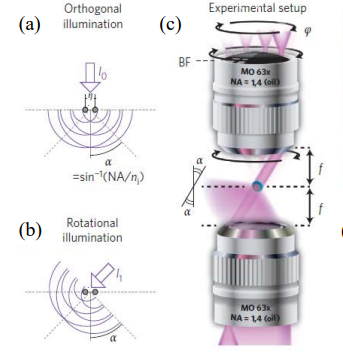 (a)
Orthogonal
illumination
I₀
η
α
=sin⁻¹(NA/nᵢ)
(b)
Rotational
illumination
I₁
α
(c)
Experimental setup
φ
BF
MO 63x
NA = 1,4 (oil)
α
α
f
f
MO 63x
NA = 1,4 (oil)
(